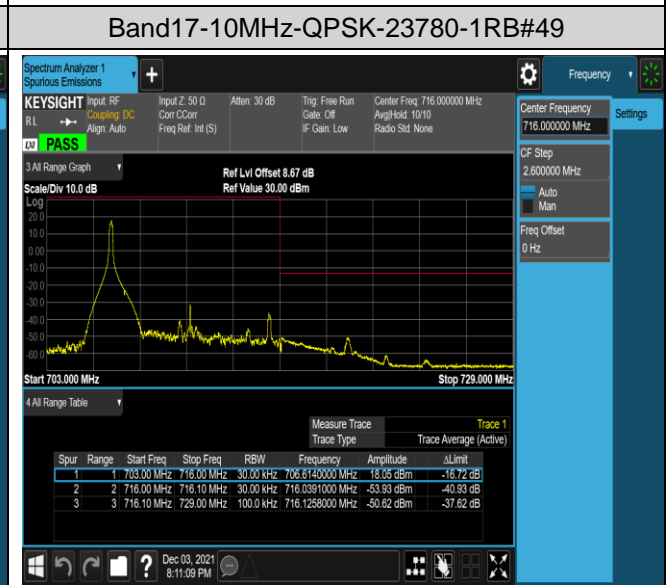 Band17-10MHz-QPSK-23780-1RB#49
Spectrum Analyzer 1
Spurious Emissions
Frequency
KEYSIGHT
RL
PASS
Input: RF
Coupling: DC
Align: Auto
Input Z: 50 Ω
Corr CCorr
Freq Ref: Int (S)
Atten: 30 dB
Trig: Free Run
Gate: Off
IF Gain: Low
Center Freq: 716.000000 MHz
Avg|Hold: 10/10
Radio Std: None
Center Frequency
716.000000 MHz
Settings
CF Step
2.600000 MHz
Auto
Man
Freq Offset
0 Hz
3 All Range Graph
Scale/Div 10.0 dB
Ref Lvl Offset 8.67 dB
Ref Value 30.00 dBm
Log
20.0
10.0
0.00
-10.0
-20.0
-30.0
-40.0
-50.0
-60.0
Start 703.000 MHz
Stop 729.000 MHz
4 All Range Table
Measure Trace Trace 1
Trace Type Trace Average (Active)
Spur Range Start Freq Stop Freq RBW Frequency Amplitude ΔLimit
1 1 703.00 MHz 716.00 MHz 30.00 kHz 706.6140000 MHz 18.05 dBm -16.72 dB
2 2 716.00 MHz 716.10 MHz 30.00 kHz 716.0391000 MHz -53.93 dBm -40.93 dB
3 3 716.10 MHz 729.00 MHz 100.0 kHz 716.1258000 MHz -50.62 dBm -37.62 dB
Dec 03, 2021
8:11:09 PM